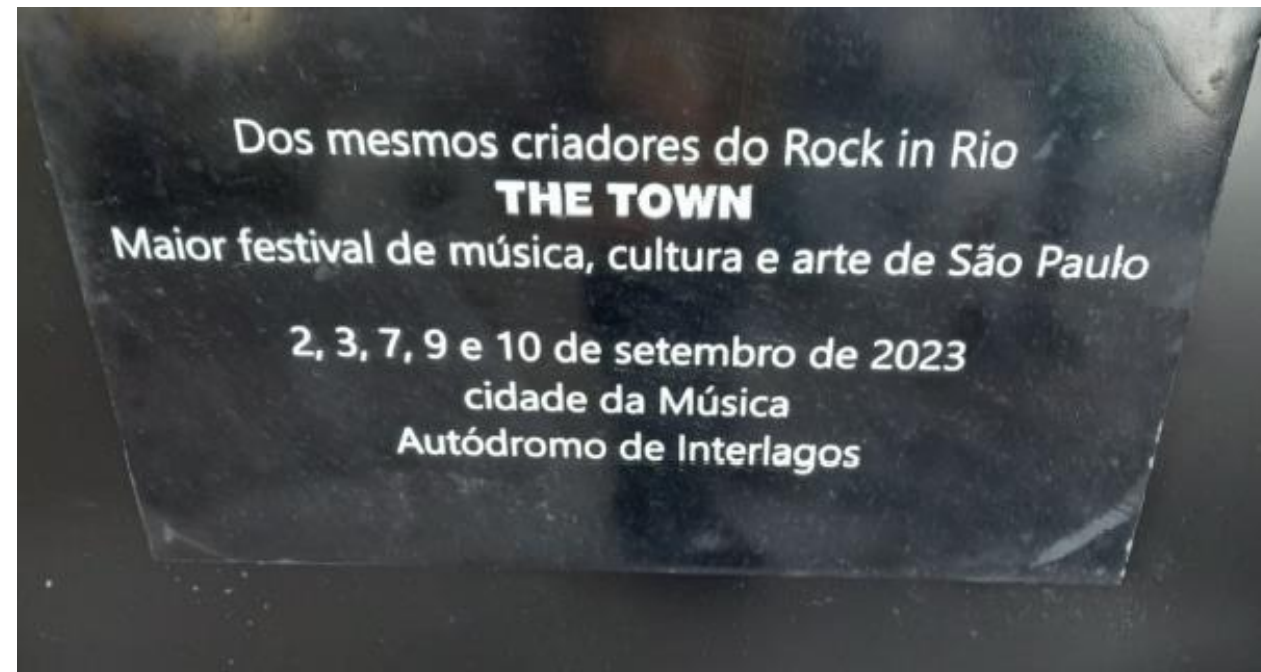 Dos mesmos criadores do Rock in Rio
THE TOWN
Maior festival de música, cultura e arte de São Paulo
2, 3, 7, 9 e 10 de setembro de 2023
cidade da Música
Autódromo de Interlagos